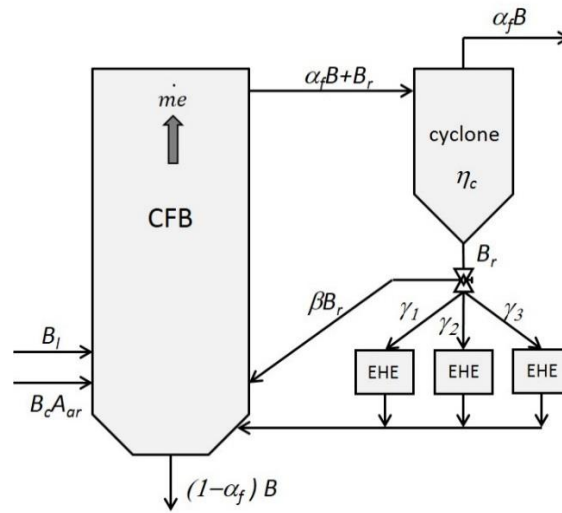 α_f B
ṁe
α_f B+B_r
cyclone
η_c
CFB
B_r
βB_r
γ_1
γ_2
γ_3
B_l
EHE
EHE
EHE
B_c A_ar
(1−α_f) B